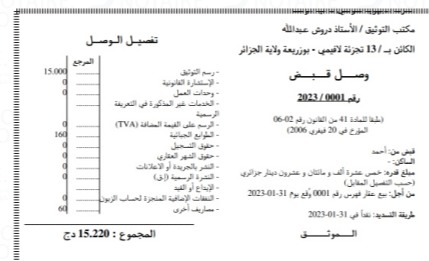 مكتب التوثيق / الأستاذ دروش عبدالله
الكائن بـ / 13 تجزئة لاقيمي - بوزريعة ولاية الجزائر
وصـــل قـــبـــض
رقم 0001 / 2023
(طبقا للمادة 41 من القانون رقم 02-06
المؤرخ في 20 فيفري 2006)
قبض من: أحمد
الساكن: -
مبلغ قدره: خمس عشرة ألف و مائتان و عشرون دينار جزائري
(حسب التفصيل المقابل)
من أجل: بيع عقار فهرس رقم 0001 وقع يوم 31-01-2023
طريقة التسديد: نقدا في 31-01-2023
الـــمـوثـــق
تفصيل الوصل
المرجع
- رسم التوثيق 15.000
- الإستشارة القانونية 0
- وحدات العمل 0
- الخدمات غير المذكورة في التعريفة
الرسمية
- الرسم على القيمة المضافة (TVA) 0
- الطوابع الجبائية 160
- حقوق التسجيل 0
- حقوق الشهر العقاري 0
- النشر بالجريدة أو الاعلانات 0
- النشرة الرسمية (إ.ق) 0
- الإيداع أو القيد
- النفقات الإضافية المنجزة لحساب الزبون 0
- مصاريف أخرى 60
المجموع : 15.220 دج